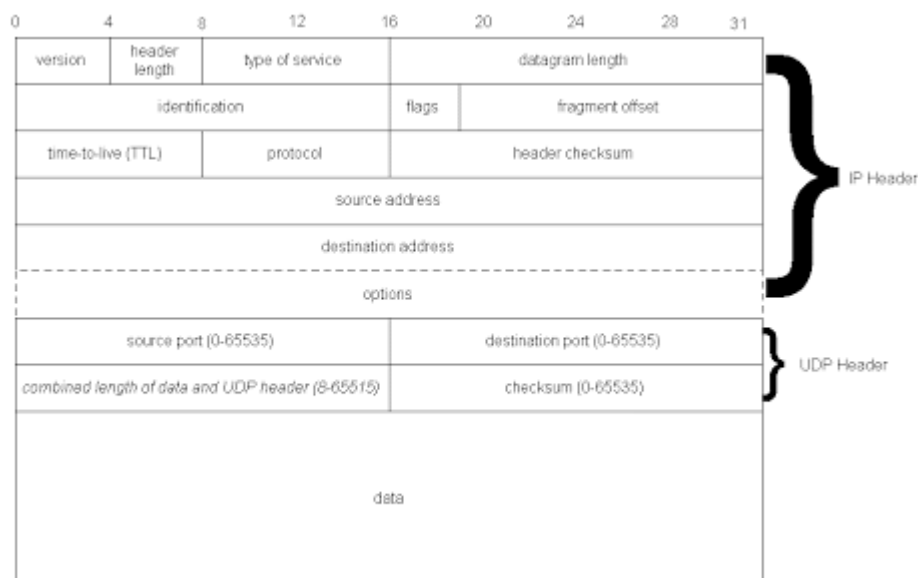 0 4 8 12 16 20 24 28 31
version header length type of service datagram length
identification flags fragment offset
time-to-live (TTL) protocol header checksum
IP Header
source address
destination address
options
source port (0-65535) destination port (0-65535)
UDP Header
combined length of data and UDP header (8-65515) checksum (0-65535)
data